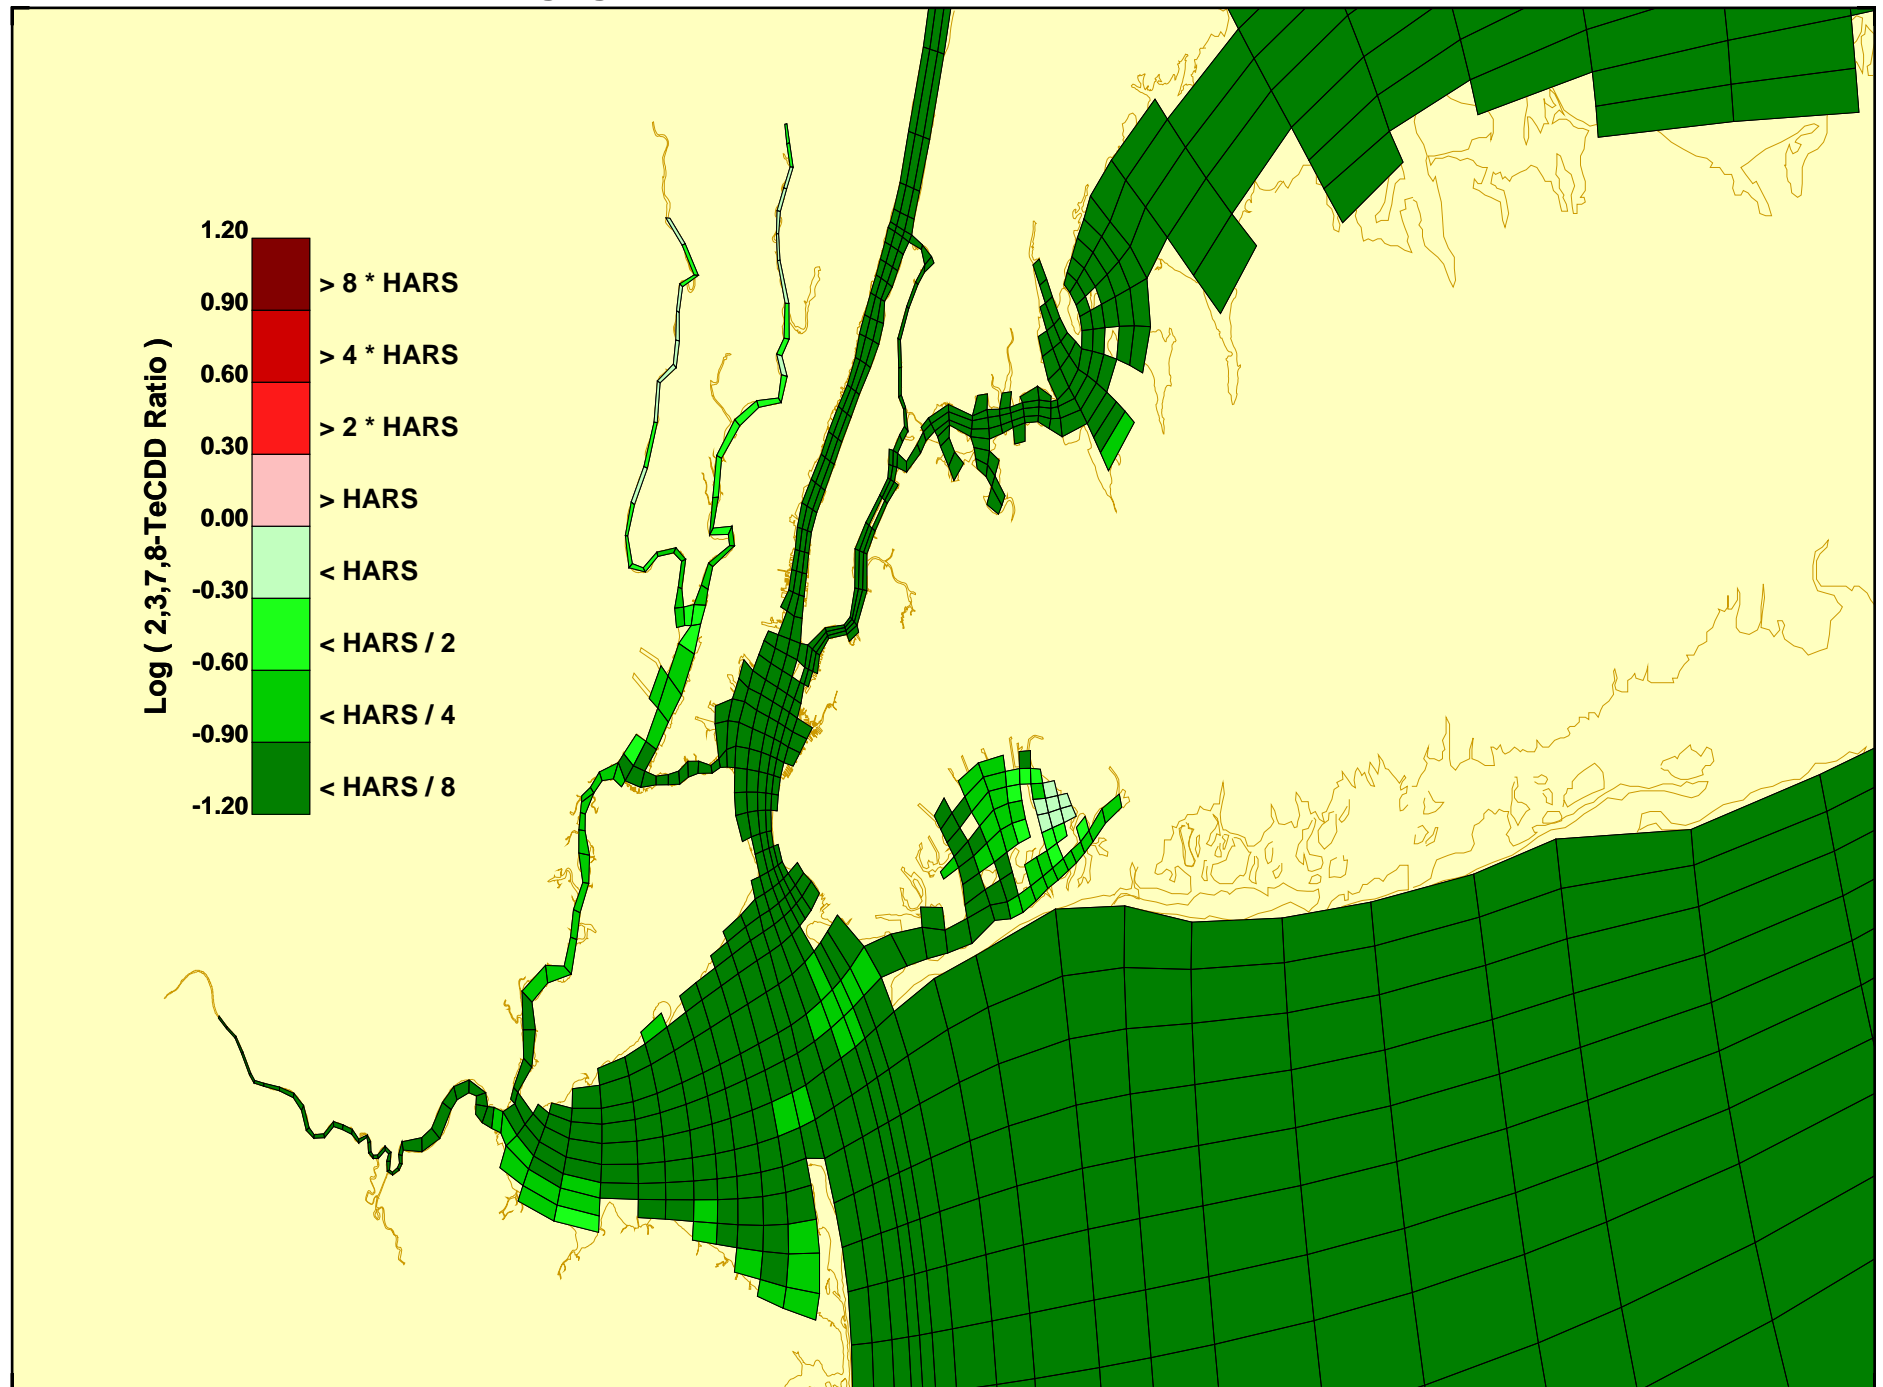 1.20
> 8 * HARS
0.90
> 4 * HARS
0.60
> 2 * HARS
0.30
> HARS
0.00
< HARS
-0.30
< HARS / 2
-0.60
< HARS / 4
-0.90
< HARS / 8
-1.20
Log ( 2,3,7,8-TeCDD Ratio )